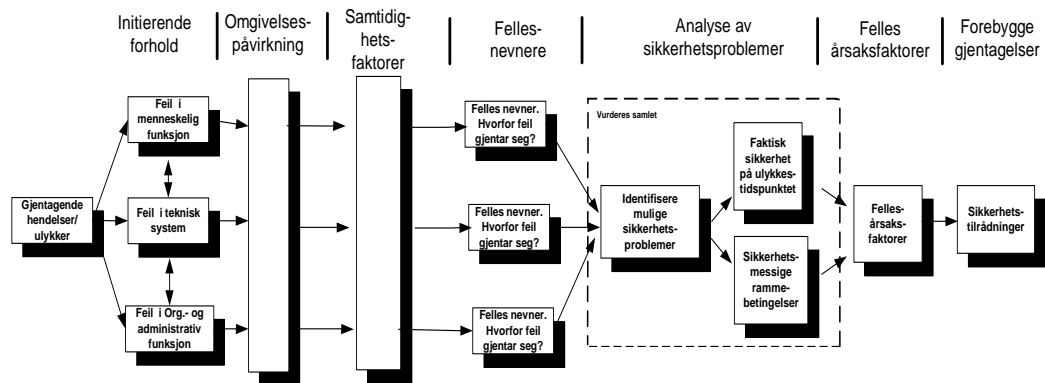 Initierende
forhold
Omgivelses-
påvirkning
Samtidig-
hets-
faktorer
Felles-
nevnere
Analyse av
sikkerhetsproblemer
Felles
årsaksfaktorer
Forebygge
gjentagelser
Gjentagende
hendelser/
ulykker
Feil i
menneskelig
funksjon
Feil i teknisk
system
Feil i Org.- og
administrativ
funksjon
Felles nevner.
Hvorfor feil
gjentar seg?
Felles nevner.
Hvorfor feil
gjentar seg?
Felles nevner.
Hvorfor feil
gjentar seg?
Vurderes samlet
Identifisere
mulige
sikkerhets-
problemer
Faktisk
sikkerhet
på ulykkes-
tidspunktet
Sikkerhets-
messige
ramme-
betingelser
Felles-
årsaks-
faktorer
Sikkerhets-
tilrådninger